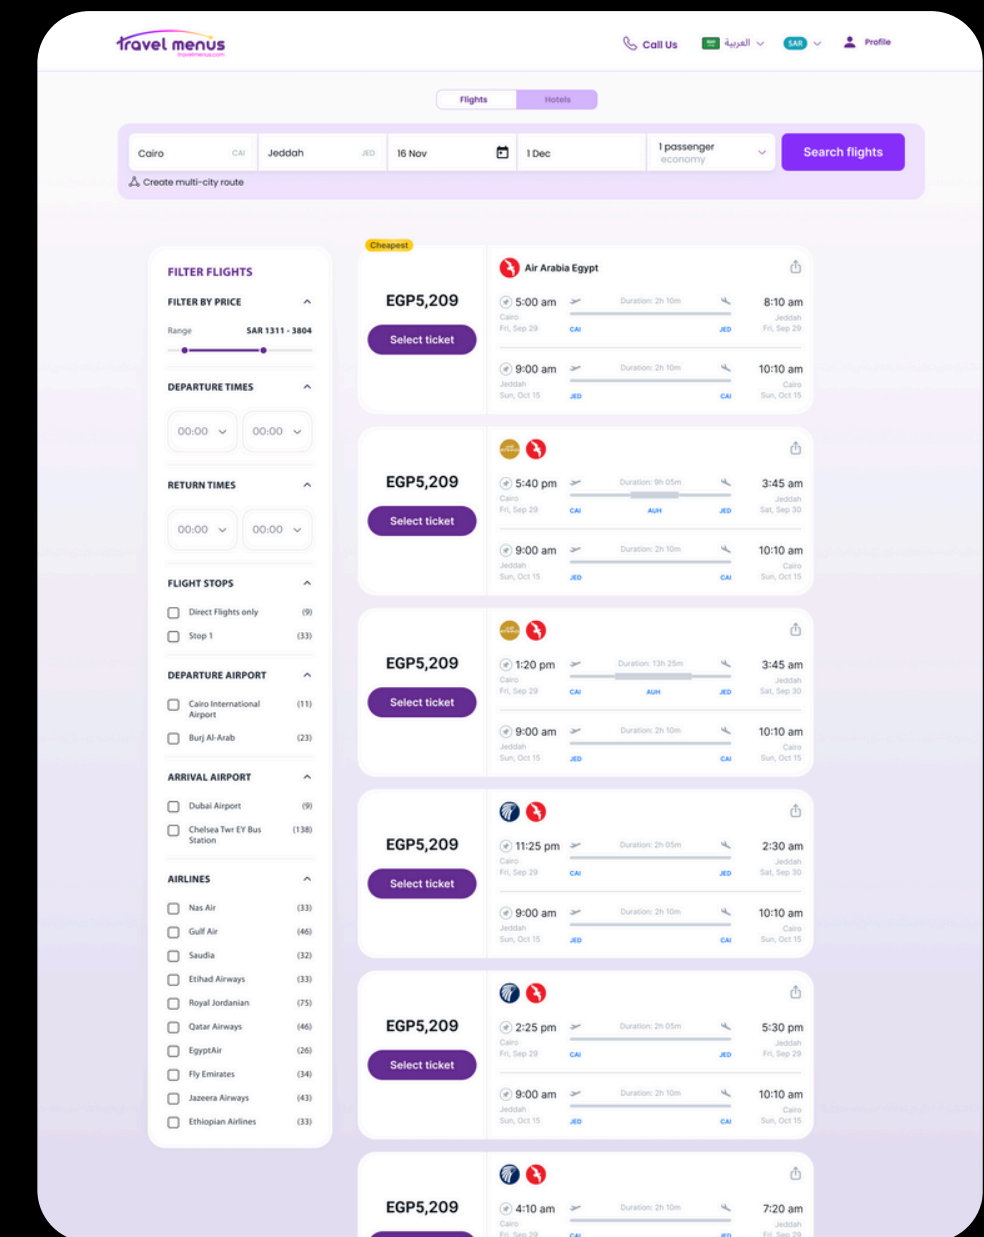 travel menus
travelmenus.com
Call Us
العربية
SAR
Profile
Flights
Hotels
Cairo CAI
Jeddah JED
16 Nov
1 Dec
1 passenger
economy
Search flights
Create multi-city route
FILTER FLIGHTS
FILTER BY PRICE
Range SAR 1311 - 3804
DEPARTURE TIMES
00:00 00:00
RETURN TIMES
00:00 00:00
FLIGHT STOPS
Direct Flights only (9)
Stop 1 (33)
DEPARTURE AIRPORT
Cairo International (11)
Airport
Burj Al-Arab (23)
ARRIVAL AIRPORT
Dubai Airport (9)
Chelsea Twr EY Bus (138)
Station
AIRLINES
Nas Air (33)
Gulf Air (46)
Saudia (32)
Etihad Airways (33)
Royal Jordanian (75)
Qatar Airways (46)
EgyptAir (26)
Fly Emirates (34)
Jazeera Airways (43)
Ethiopian Airlines (33)
Cheapest
EGP5,209
Select ticket
Air Arabia Egypt
5:00 am Duration: 2h 10m 8:10 am
Cairo Jeddah
Fri, Sep 29 CAI JED Fri, Sep 29
9:00 am Duration: 2h 10m 10:10 am
Jeddah Cairo
Sun, Oct 15 JED CAI Sun, Oct 15
EGP5,209
Select ticket
5:40 pm Duration: 9h 05m 3:45 am
Cairo Jeddah
Fri, Sep 29 CAI AUH JED Sat, Sep 30
9:00 am Duration: 2h 10m 10:10 am
Jeddah Cairo
Sun, Oct 15 JED CAI Sun, Oct 15
EGP5,209
Select ticket
1:20 pm Duration: 13h 25m 3:45 am
Cairo Jeddah
Fri, Sep 29 CAI AUH JED Sat, Sep 30
9:00 am Duration: 2h 10m 10:10 am
Jeddah Cairo
Sun, Oct 15 JED CAI Sun, Oct 15
EGP5,209
Select ticket
11:25 pm Duration: 2h 05m 2:30 am
Cairo Jeddah
Fri, Sep 29 CAI JED Sat, Sep 30
9:00 am Duration: 2h 10m 10:10 am
Jeddah Cairo
Sun, Oct 15 JED CAI Sun, Oct 15
EGP5,209
Select ticket
2:25 pm Duration: 2h 05m 5:30 pm
Cairo Jeddah
Fri, Sep 29 CAI JED Fri, Sep 29
9:00 am Duration: 2h 10m 10:10 am
Jeddah Cairo
Sun, Oct 15 JED CAI Sun, Oct 15
EGP5,209
4:10 am Duration: 2h 10m 7:20 am
Cairo Jeddah
Fri, Sep 29 CAI JED Fri, Sep 29